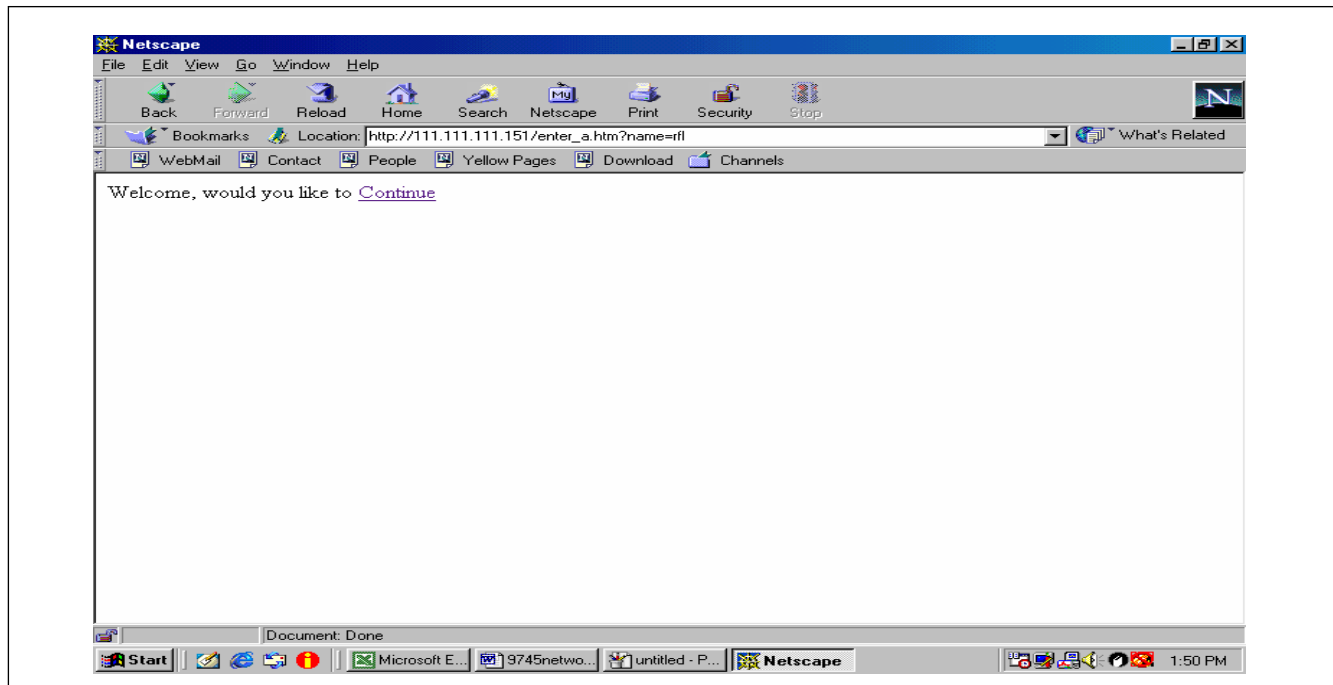 Netscape
File Edit View Go Window Help
Back Forward Reload Home Search Netscape Print Security Stop
My
N
Bookmarks Location: http://111.111.111.151/enter_a.htm?name=rfl What's Related
WebMail Contact People Yellow Pages Download Channels
Welcome, would you like to Continue
Document: Done
Start Microsoft E... 9745netwo... untitled - P... Netscape 1:50 PM